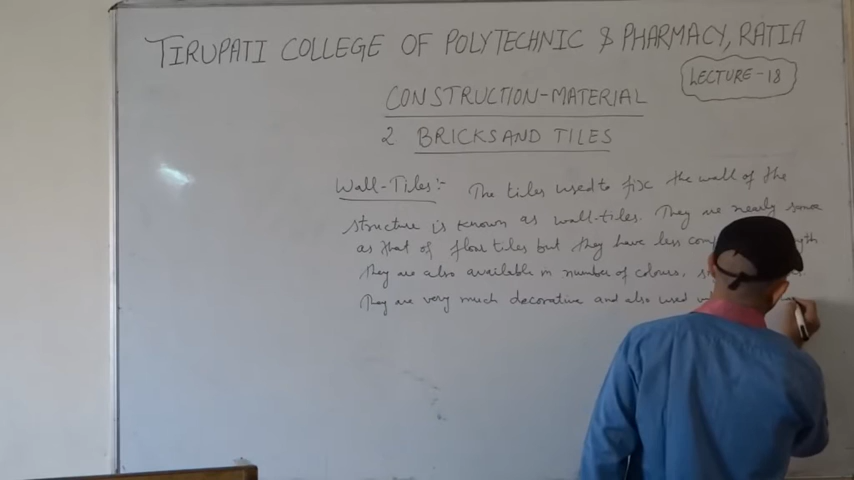 TIRUPATI COLLEGE OF POLYTECHNIC & PHARMACY, RATIA
LECTURE-18
CONSTRUCTION-MATERIAL
2 BRICKS AND TILES
Wall-Tiles:- The tiles used to fix the wall of the
structure is known as wall-tiles. They are nearly same
as that of floor tiles but they have less
They are also available in number of colours,
They are very much decorative and also used